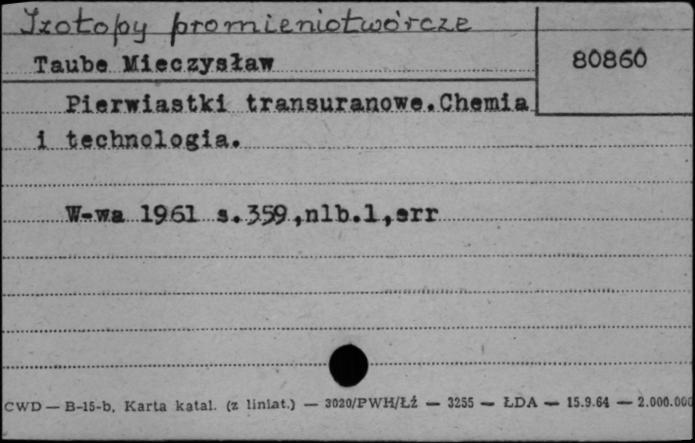 Izotopy promieniotwórcze
Taube Mieczysław
80860
Pierwiastki transuranowe.Chemia
i technologia.
W-wa 1961 s.359,nlb.1,err
CWD — B-15-b, Karta katal. (z liniat.) — 3020/PWH/Łź — 3255 — ŁDA — 15.9.64 — 2.000.000